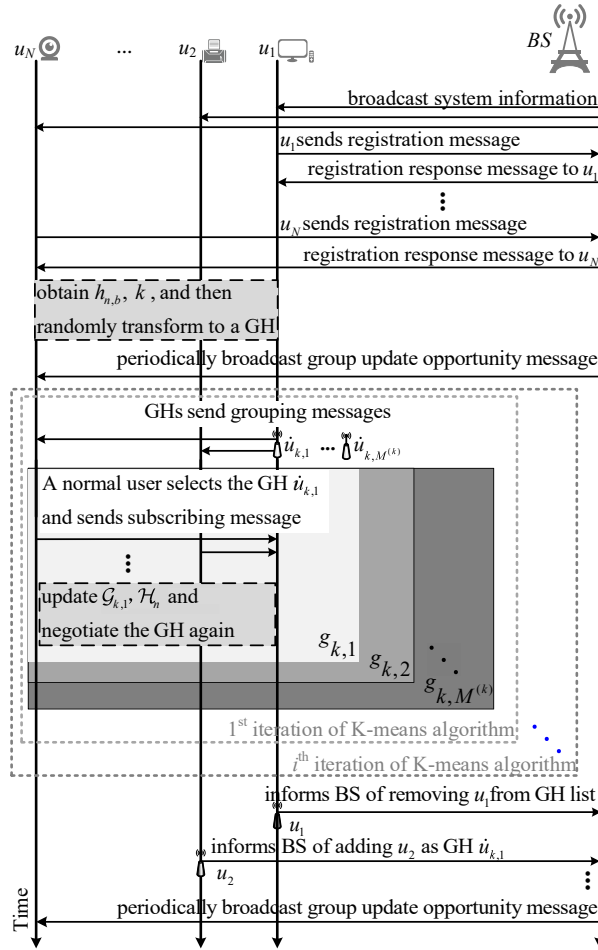 u_N ... u_2 u_1 BS
broadcast system information
u_1 sends registration message
registration response message to u_1
u_N sends registration message
registration response message to u_N
obtain h_{n,b}, k, and then
randomly transform to a GH
periodically broadcast group update opportunity message
GHs send grouping messages
u̇_{k,1} ... u̇_{k,M^{(k)}}
A normal user selects the GH u̇_{k,1}
and sends subscribing message
update 𝒢_{k,1}, ℋ_n and
negotiate the GH again
g_{k,1}
g_{k,2}
g_{k,M^{(k)}}
1^{st} iteration of K-means algorithm
i^{th} iteration of K-means algorithm
informs BS of removing u_1 from GH list
u_1
informs BS of adding u_2 as GH u̇_{k,1}
u_2
periodically broadcast group update opportunity message
Time